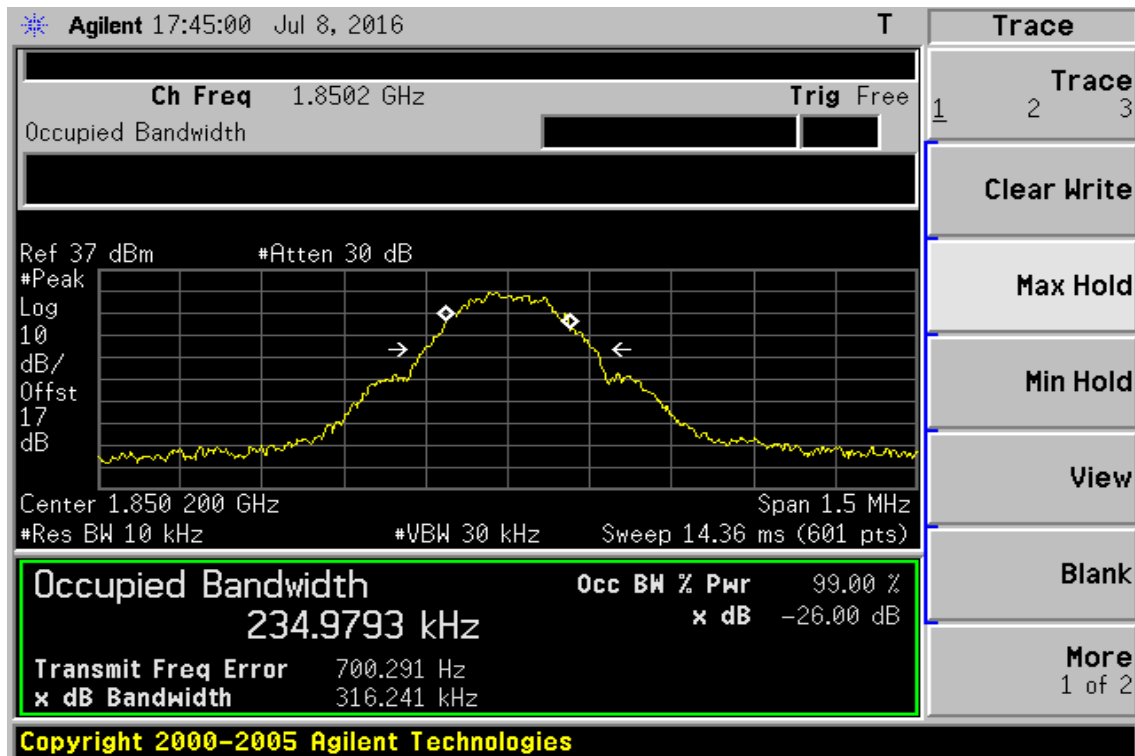 Agilent 17:45:00 Jul 8, 2016 T
Ch Freq 1.8502 GHz Trig Free
Occupied Bandwidth
Ref 37 dBm #Atten 30 dB
#Peak
Log
10
dB/
Offst
17
dB
Center 1.850 200 GHz Span 1.5 MHz
#Res BW 10 kHz #VBW 30 kHz Sweep 14.36 ms (601 pts)
Occupied Bandwidth Occ BW % Pwr 99.00 %
234.9793 kHz x dB -26.00 dB
Transmit Freq Error 700.291 Hz
x dB Bandwidth 316.241 kHz
Copyright 2000-2005 Agilent Technologies
Trace
Trace
1 2 3
Clear Write
Max Hold
Min Hold
View
Blank
More
1 of 2